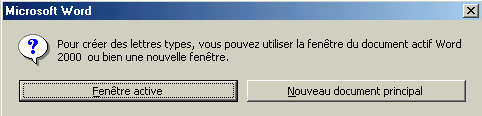 Microsoft Word
Pour créer des lettres types, vous pouvez utiliser la fenêtre du document actif Word
2000 ou bien une nouvelle fenêtre.
Fenêtre active
Nouveau document principal